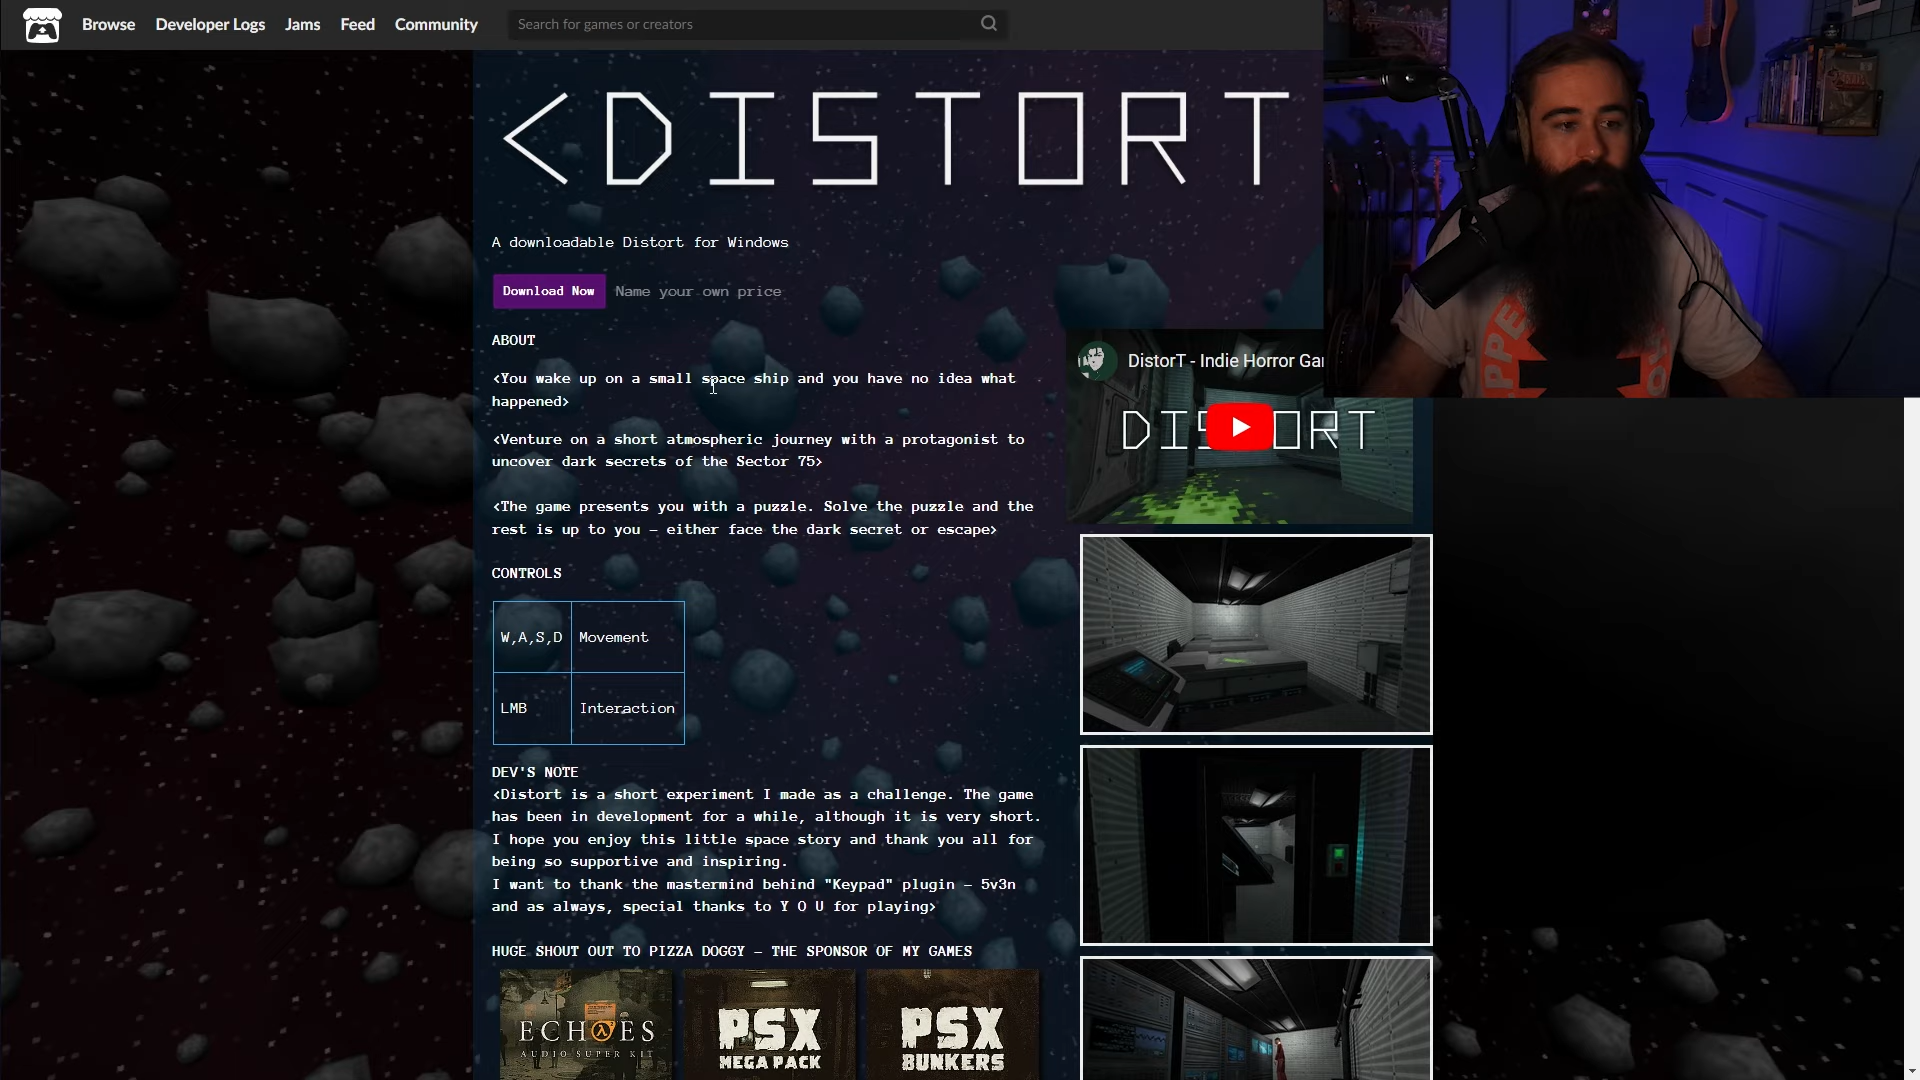 Browse Developer Logs Jams Feed Community Search for games or creators
<DISTORT
A downloadable Distort for Windows
Download Now Name your own price
ABOUT
<You wake up on a small space ship and you have no idea what
happened>
<Venture on a short atmospheric journey with a protagonist to
uncover dark secrets of the Sector 75>
<The game presents you with a puzzle. Solve the puzzle and the
rest is up to you – either face the dark secret or escape>
CONTROLS
W,A,S,D Movement
LMB Interaction
DEV'S NOTE
<Distort is a short experiment I made as a challenge. The game
has been in development for a while, although it is very short.
I hope you enjoy this little space story and thank you all for
being so supportive and inspiring.
I want to thank the mastermind behind "Keypad" plugin – 5v3n
and as always, special thanks to Y O U for playing>
HUGE SHOUT OUT TO PIZZA DOGGY – THE SPONSOR OF MY GAMES
ECHOES
AUDIO SUPER KIT
PSX
MEGA PACK
PSX
BUNKERS
DistorT - Indie Horror Gar
DISTORT